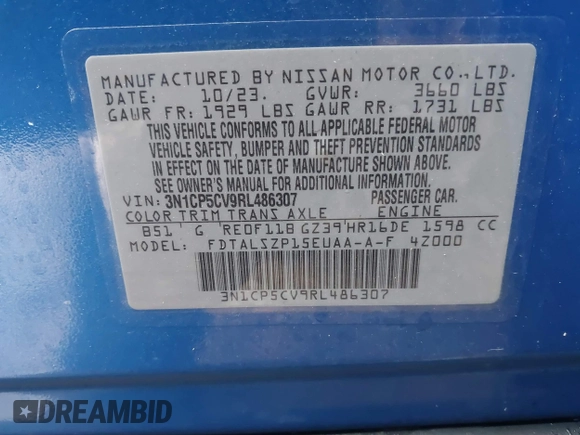 MANUFACTURED BY NISSAN MOTOR CO.,LTD.
DATE: 10/23. GVWR: 3660 LBS
GAWR FR: 1929 LBS GAWR RR: 1731 LBS
THIS VEHICLE CONFORMS TO ALL APPLICABLE FEDERAL MOTOR
VEHICLE SAFETY, BUMPER AND THEFT PREVENTION STANDARDS
IN EFFECT ON THE DATE OF MANUFACTURE SHOWN ABOVE.
SEE OWNER'S MANUAL FOR ADDITIONAL INFORMATION.
VIN: 3N1CP5CV9RL486307 PASSENGER CAR.
COLOR TRIM TRANS AXLE ENGINE
B51 G RE0F11B GZ39 HR16DE 1598 CC
MODEL: FDTALSZP15EUAA-A-F 4Z000
3N1CP5CV9RL486307
DREAMBID